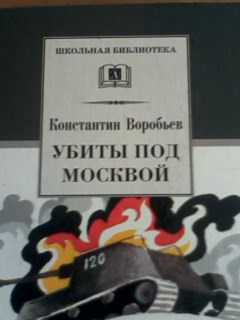 ШКОЛЬНАЯ БИБЛИОТЕКА
Д
Константин Воробьев
УБИТЫ ПОД
МОСКВОЙ
120